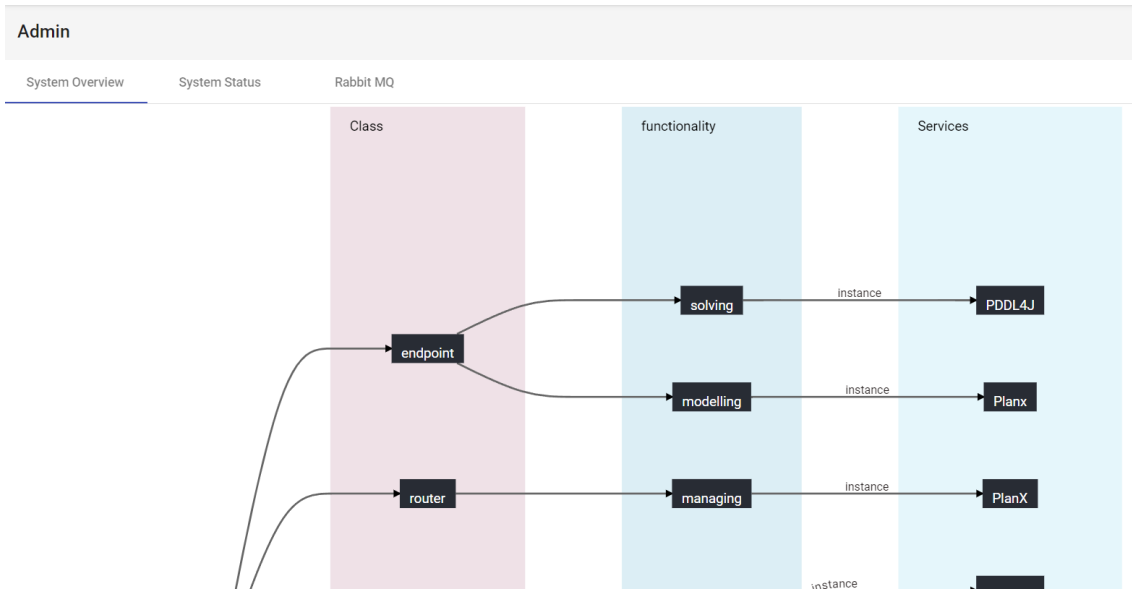 Admin
System Overview
System Status
Rabbit MQ
Class
functionality
Services
solving
instance
PDDL4J
endpoint
modelling
instance
Planx
router
managing
instance
PlanX
instance